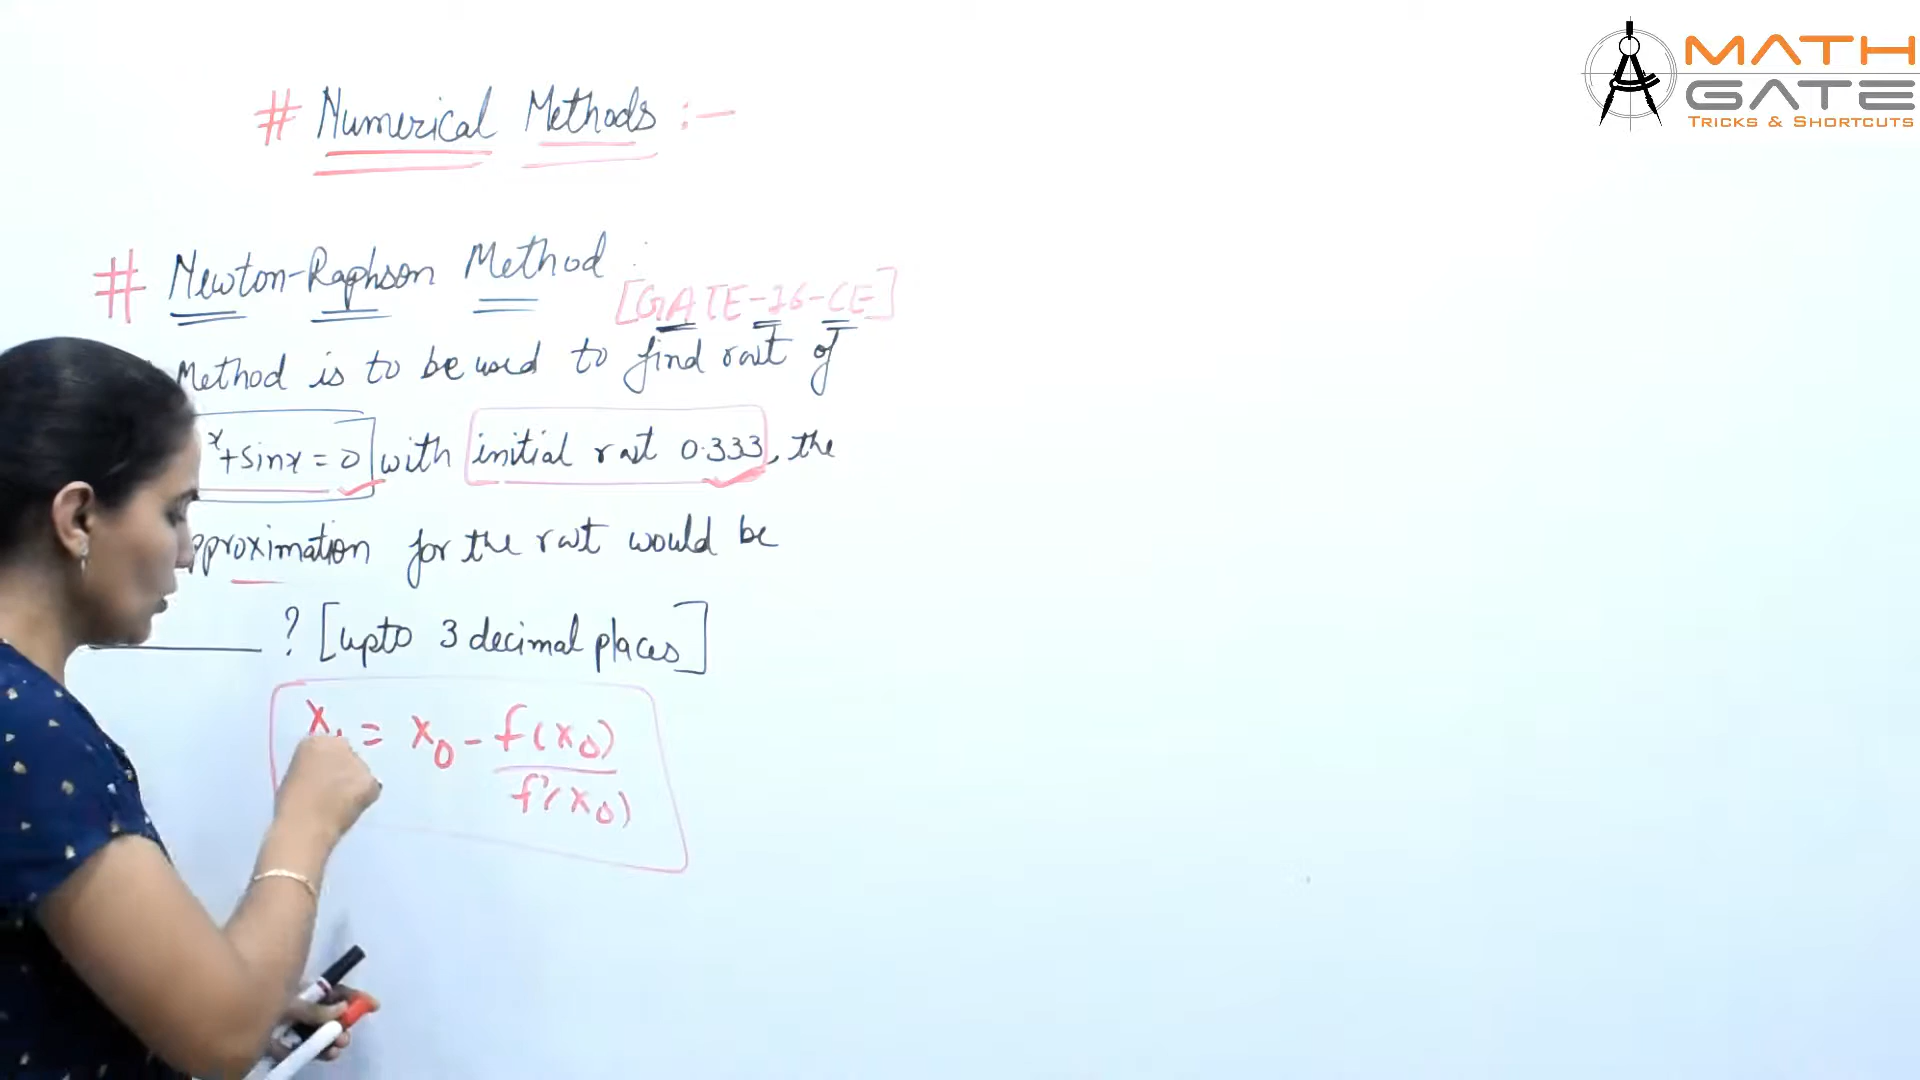 # Numerical Methods :-
MATH
GATE
TRICKS & SHORTCUTS
# Newton-Raphson Method :
[GATE-16-CE]
Method is to be used to find root of
x + sinx = 0 with initial root 0.333, the
pproximation for the root would be
______ ? [upto 3 decimal places]
x₁ = x₀ - f(x₀)
f'(x₀)